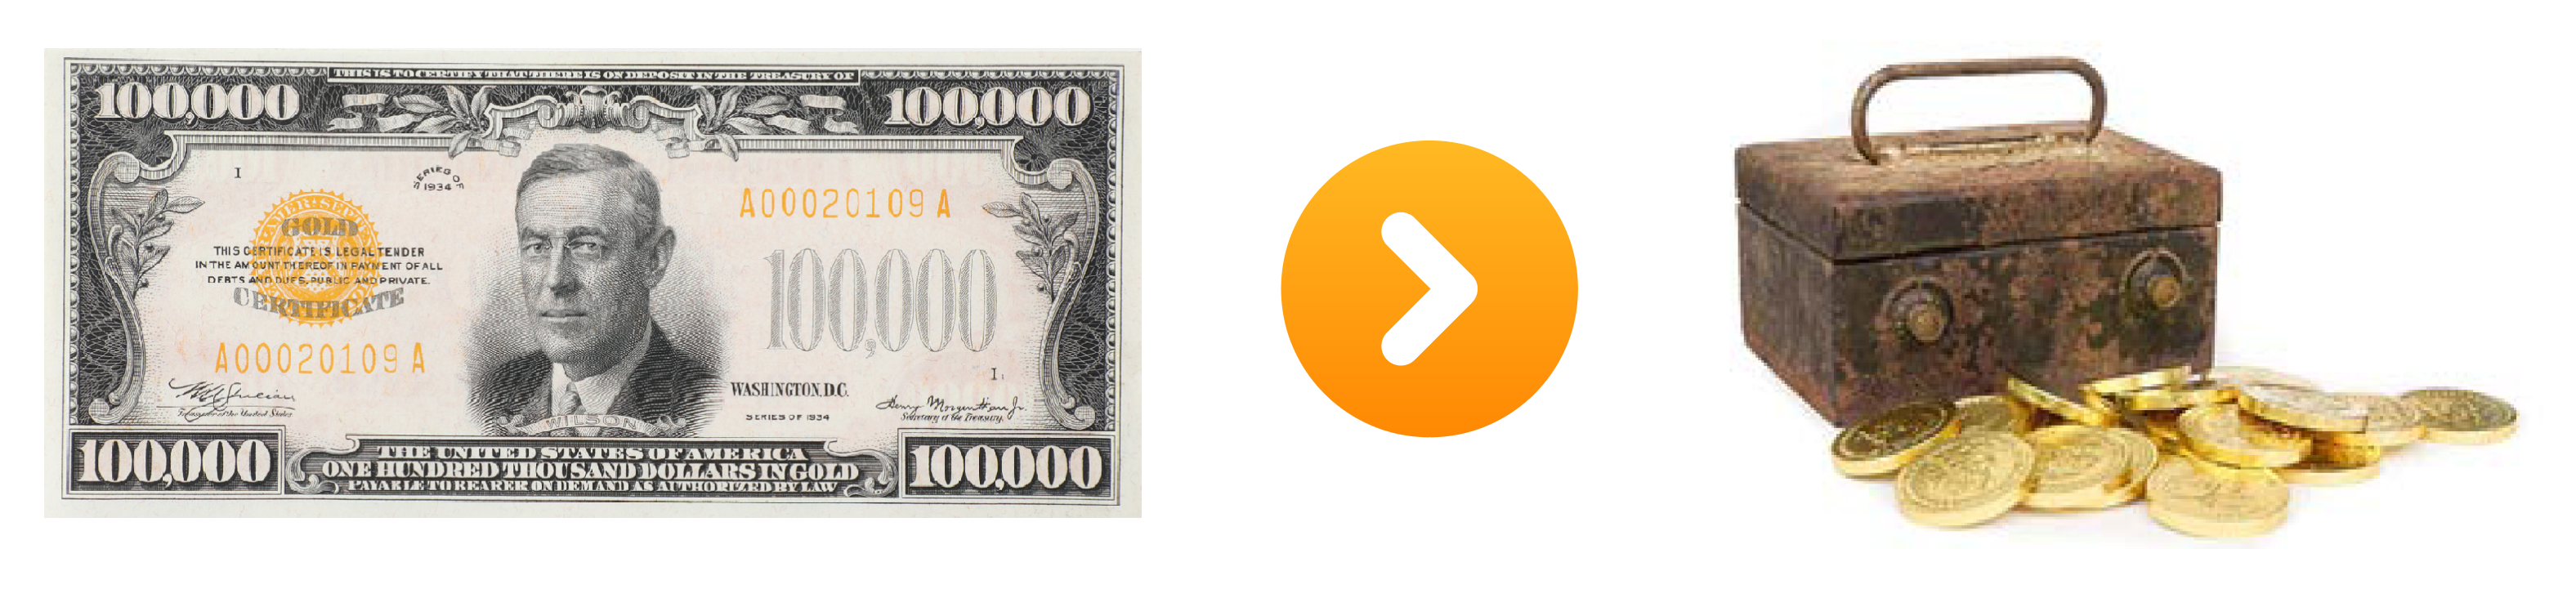 THIS IS TO CERTIFY THAT THERE IS ON DEPOSIT IN THE TREASURY OF
100,000 100,000
I
SERIES OF
1934
A00020109 A
GOLD
THIS CERTIFICATE IS LEGAL TENDER
IN THE AMOUNT THEREOF IN PAYMENT OF ALL
DEBTS AND DUES, PUBLIC AND PRIVATE.
CERTIFICATE
100,000
A00020109 A
I
WASHINGTON, D.C.
SERIES OF 1934
Treasurer of the United States
Henry Morgenthau Jr.
Secretary of the Treasury.
WILSON
100,000 100,000
THE UNITED STATES OF AMERICA
ONE HUNDRED THOUSAND DOLLARS IN GOLD
PAYABLE TO BEARER ON DEMAND AS AUTHORIZED BY LAW